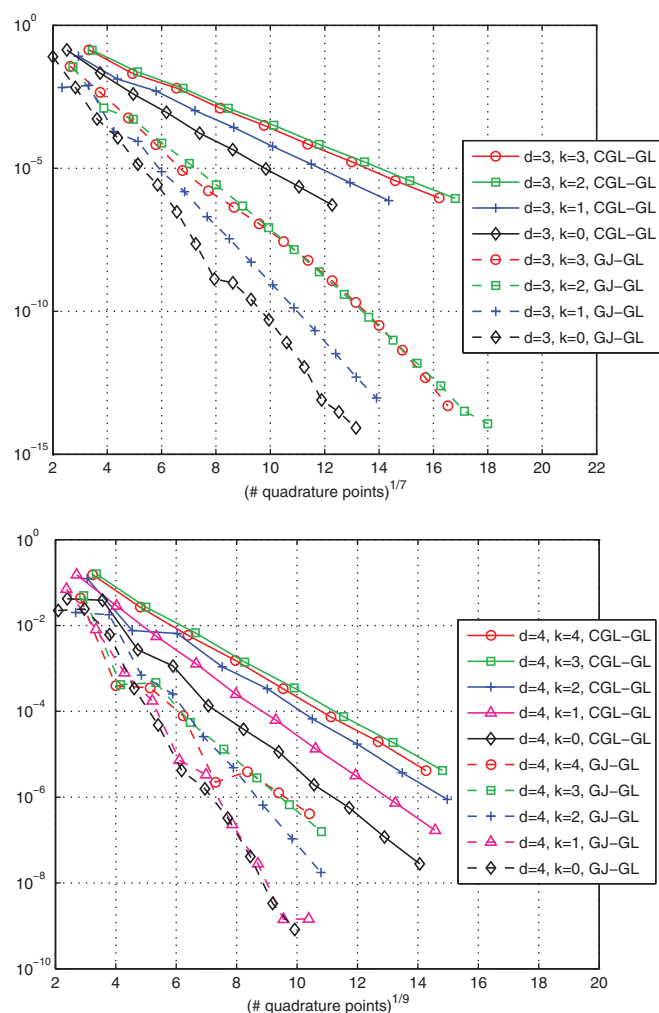 10^0
10^−5
10^−10
10^−15
2 4 6 8 10 12 14 16 18 20 22
(# quadrature points)^1/7
d=3, k=3, CGL−GL
d=3, k=2, CGL−GL
d=3, k=1, CGL−GL
d=3, k=0, CGL−GL
d=3, k=3, GJ−GL
d=3, k=2, GJ−GL
d=3, k=1, GJ−GL
d=3, k=0, GJ−GL
10^0
10^−2
10^−4
10^−6
10^−8
10^−10
2 4 6 8 10 12 14 16 18 20
(# quadrature points)^1/9
d=4, k=4, CGL−GL
d=4, k=3, CGL−GL
d=4, k=2, CGL−GL
d=4, k=1, CGL−GL
d=4, k=0, CGL−GL
d=4, k=4, GJ−GL
d=4, k=3, GJ−GL
d=4, k=2, GJ−GL
d=4, k=1, GJ−GL
d=4, k=0, GJ−GL